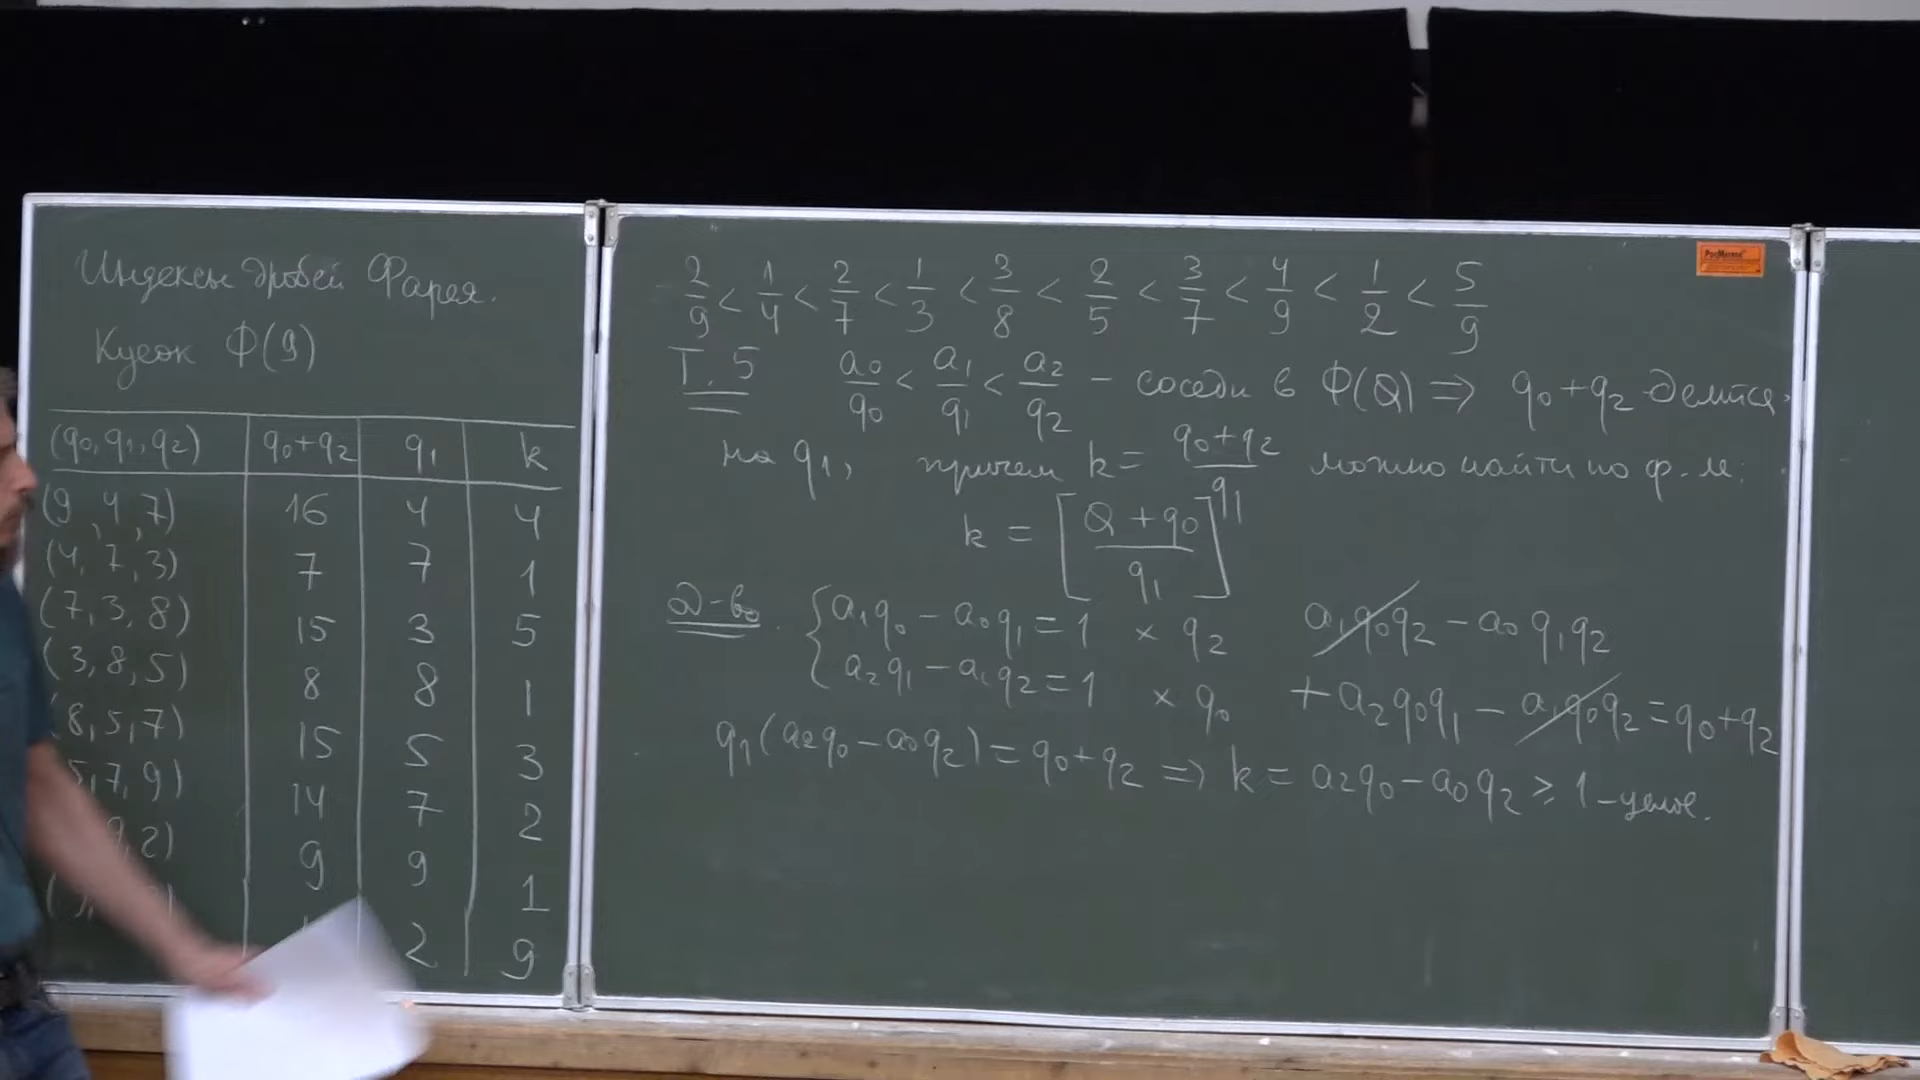 Индексы дробей Фарея.
Кусок Ф(9)
(q₀, q₁, q₂) | q₀+q₂ | q₁ | k
(9, 4, 7) | 16 | 4 | 4
(4, 7, 3) | 7 | 7 | 1
(7, 3, 8) | 15 | 3 | 5
(3, 8, 5) | 8 | 8 | 1
8, 5, 7) | 15 | 5 | 3
5, 7, 9) | 14 | 7 | 2
9, 2) | 9 | 9 | 1
2 | 9
2/9 < 1/4 < 2/7 < 1/3 < 3/8 < 2/5 < 3/7 < 4/9 < 1/2 < 5/9
Т. 5 a₀/q₀ < a₁/q₁ < a₂/q₂ – соседи в Ф(Q) ⇒ q₀+q₂ делится
на q₁, причем k = (q₀+q₂)/q₁ можно найти по ф-ле:
k = [(Q+q₀)/q₁]
Д-во. { a₁q₀ – a₀q₁ = 1 × q₂ a₁q₀q₂ – a₀q₁q₂
a₂q₁ – a₁q₂ = 1 × q₀ + a₂q₀q₁ – a₁q₀q₂ = q₀+q₂
q₁(a₂q₀ – a₀q₂) = q₀+q₂ ⇒ k = a₂q₀ – a₀q₂ ≥ 1 – целое.